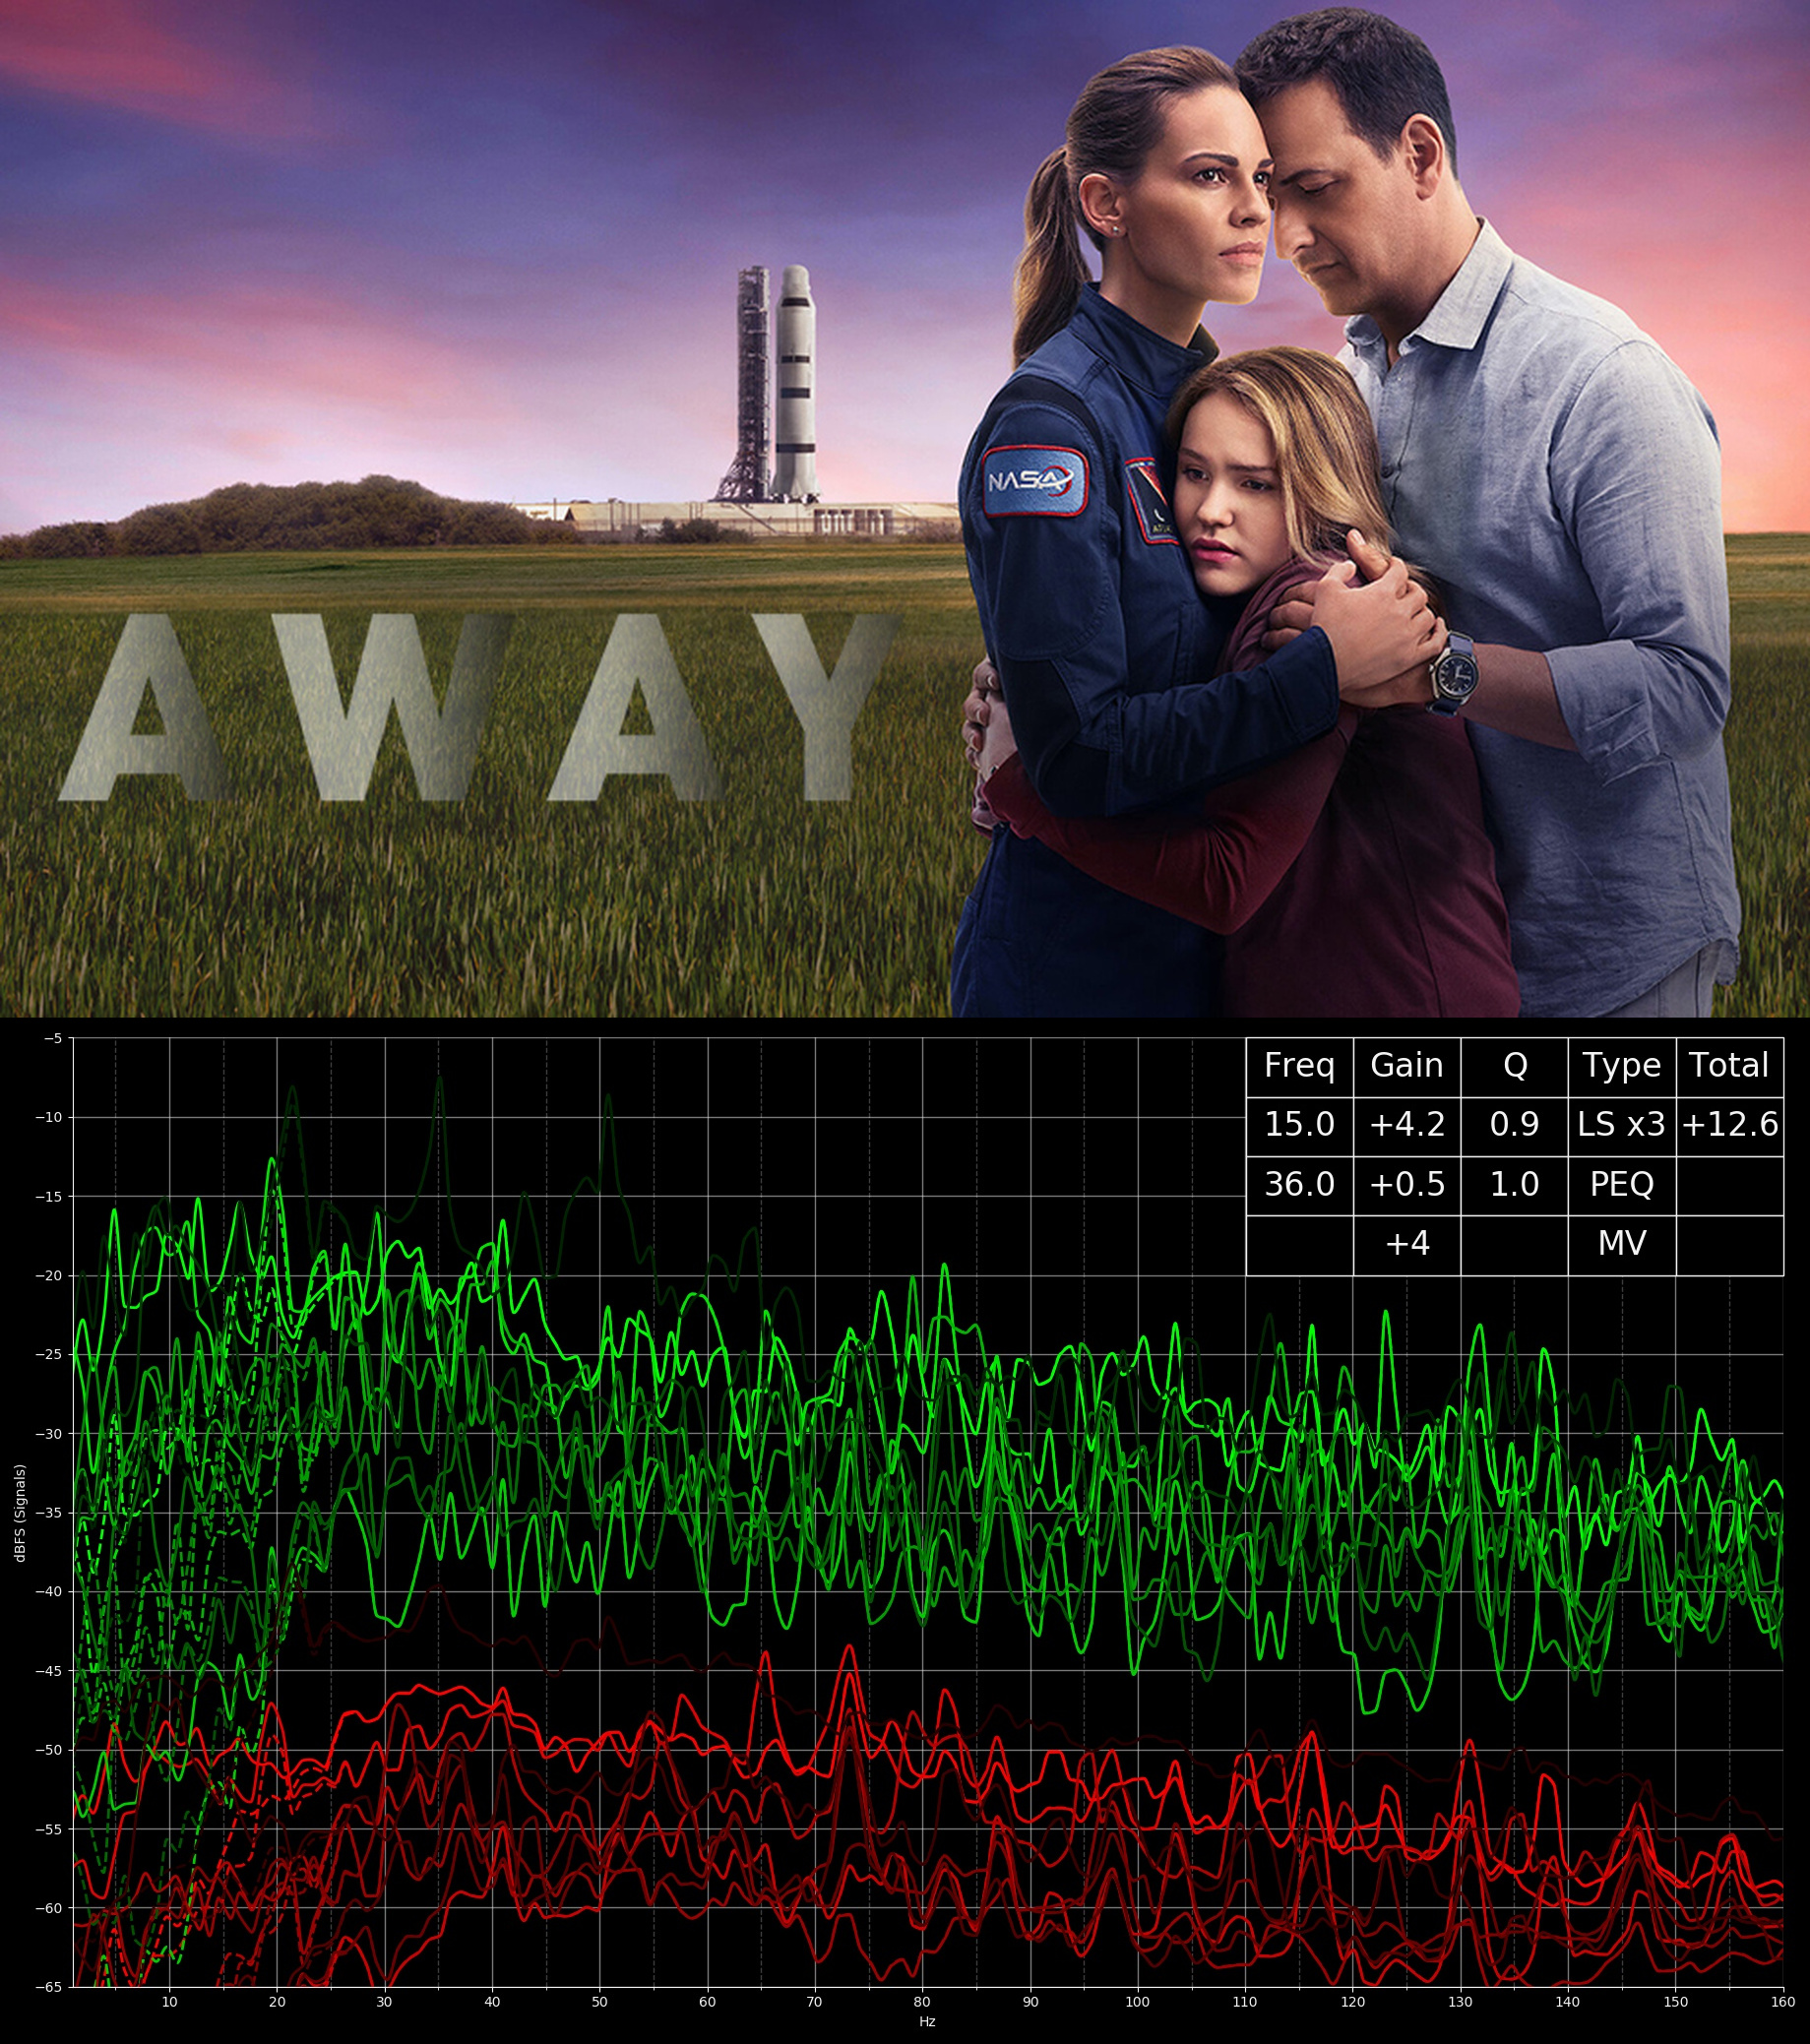 NASA
AWAY
Freq Gain Q Type Total
15.0 +4.2 0.9 LS x3 +12.6
36.0 +0.5 1.0 PEQ
+4 MV
−5
−10
−15
−20
−25
−30
−35
−40
−45
−50
−55
−60
−65
dBFS (Signals)
10 20 30 40 50 60 70 80 90 100 110 120 130 140 150 160
Hz